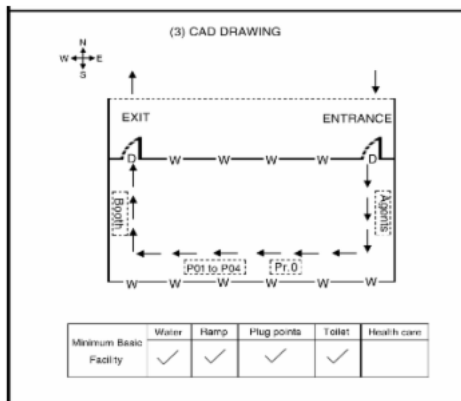 (3) CAD DRAWING
N
W E
S
EXIT
ENTRANCE
D W W W W D
Booth
Agents
P01 to P04
Pr.0
W W W W W W
Minimum Basic Facility
Water
Ramp
Plug points
Toilet
Health care
✓ ✓ ✓ ✓